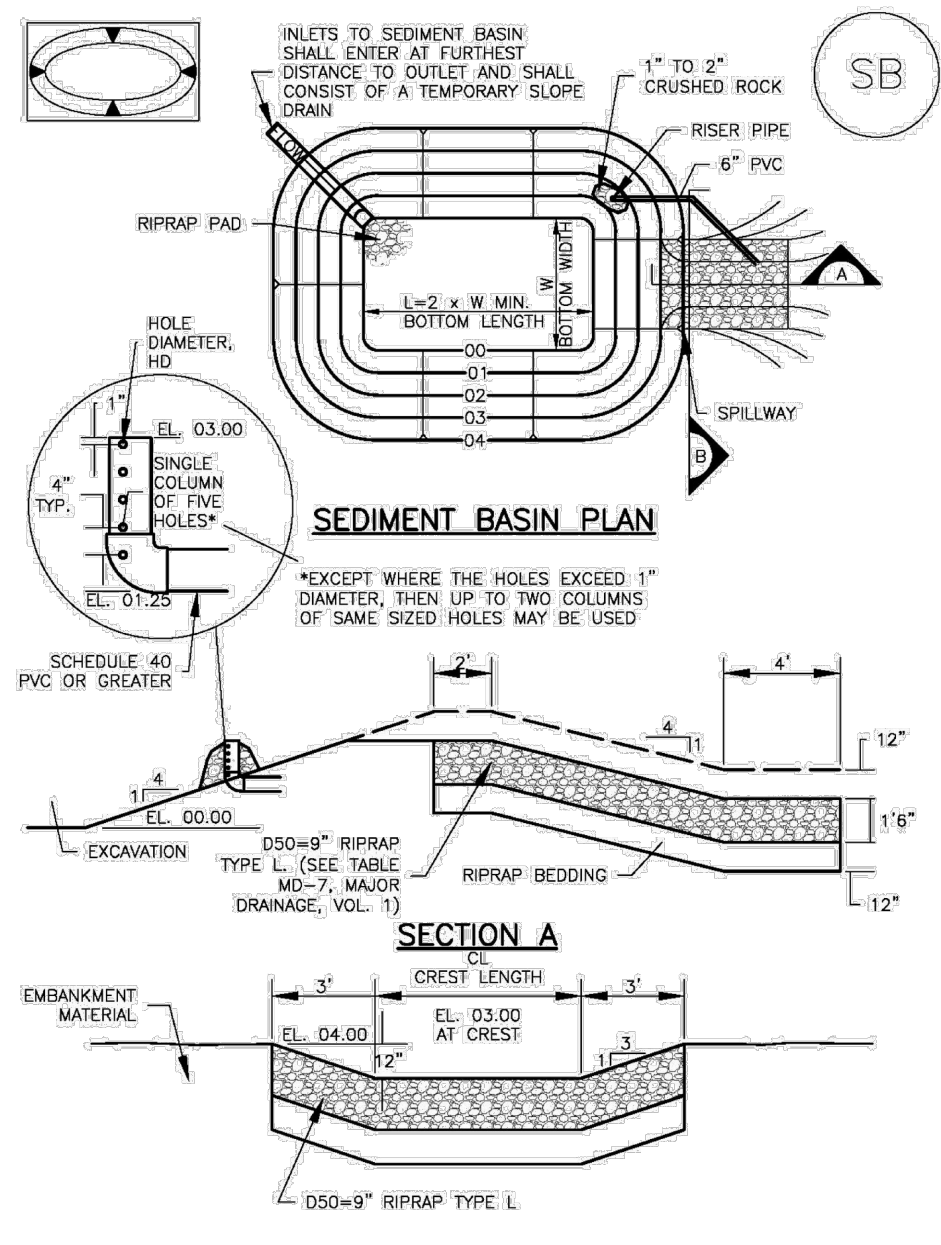 INLETS TO SEDIMENT BASIN
SHALL ENTER AT FURTHEST
DISTANCE TO OUTLET AND SHALL
CONSIST OF A TEMPORARY SLOPE
DRAIN
1" TO 2"
CRUSHED ROCK
SB
RISER PIPE
6" PVC
FLOW
RIPRAP PAD
W
BOTTOM WIDTH
A
L=2 x W MIN.
BOTTOM LENGTH
00
01
02
03
04
SPILLWAY
B
HOLE
DIAMETER,
HD
1"
EL. 03.00
4"
TYP.
SINGLE
COLUMN
OF FIVE
HOLES*
EL. 01.25
SEDIMENT BASIN PLAN
*EXCEPT WHERE THE HOLES EXCEED 1"
DIAMETER, THEN UP TO TWO COLUMNS
OF SAME SIZED HOLES MAY BE USED
SCHEDULE 40
PVC OR GREATER
2'
4'
4
1
12"
4
1
EL. 00.00
EXCAVATION
1'6"
D50=9" RIPRAP
TYPE L. (SEE TABLE
MD-7, MAJOR
DRAINAGE, VOL. 1)
RIPRAP BEDDING
12"
SECTION A
CL
CREST LENGTH
3'
3'
EMBANKMENT
MATERIAL
EL. 04.00
12"
EL. 03.00
AT CREST
3
1
D50=9" RIPRAP TYPE L